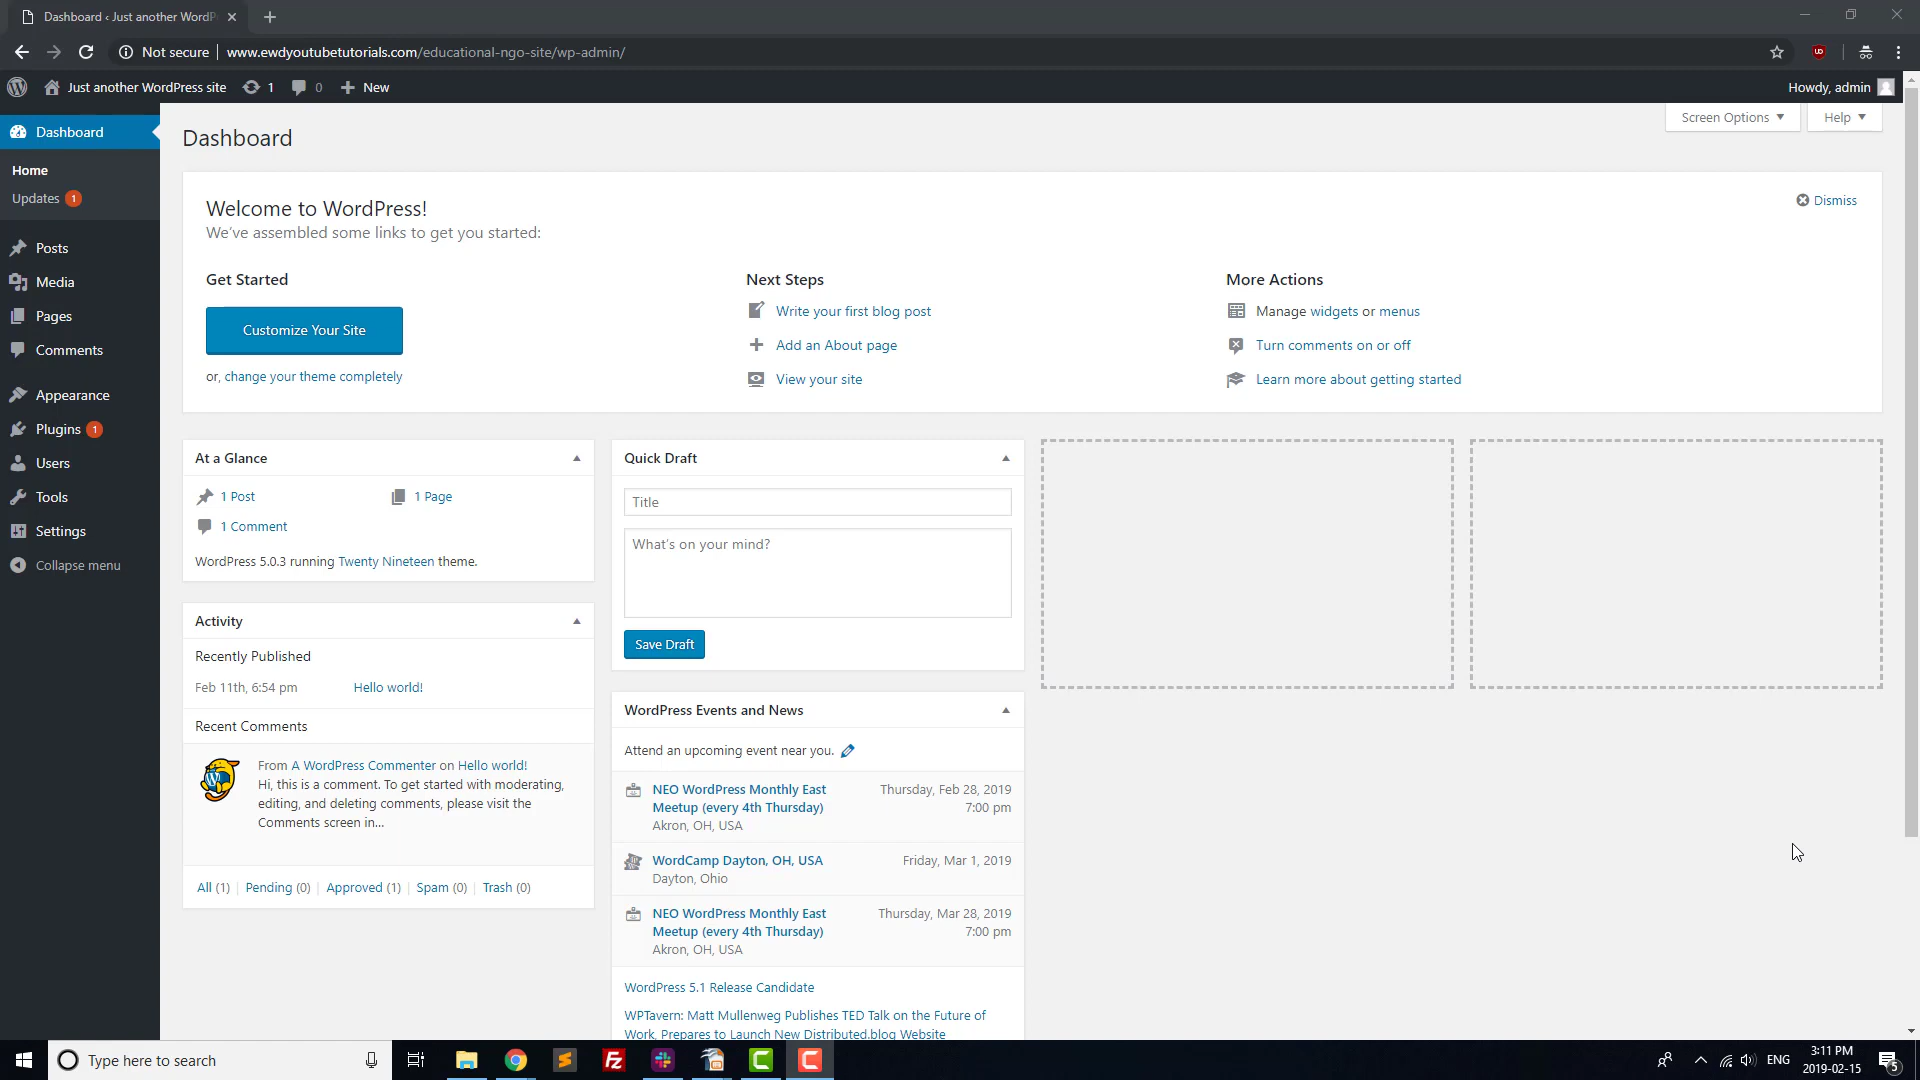 Dashboard ‹ Just another WordP
Not secure | www.ewdyoutubetutorials.com/educational-ngo-site/wp-admin/
Just another WordPress site 1 0 New
Howdy, admin
Dashboard
Home
Updates 1
Posts
Media
Pages
Comments
Appearance
Plugins 1
Users
Tools
Settings
Collapse menu
Dashboard
Screen Options
Help
Welcome to WordPress!
We've assembled some links to get you started:
Dismiss
Get Started
Customize Your Site
or, change your theme completely
Next Steps
Write your first blog post
Add an About page
View your site
More Actions
Manage widgets or menus
Turn comments on or off
Learn more about getting started
At a Glance
1 Post
1 Page
1 Comment
WordPress 5.0.3 running Twenty Nineteen theme.
Activity
Recently Published
Feb 11th, 6:54 pm Hello world!
Recent Comments
From A WordPress Commenter on Hello world!
Hi, this is a comment. To get started with moderating,
editing, and deleting comments, please visit the
Comments screen in…
All (1) | Pending (0) | Approved (1) | Spam (0) | Trash (0)
Quick Draft
Title
What's on your mind?
Save Draft
WordPress Events and News
Attend an upcoming event near you.
NEO WordPress Monthly East Thursday, Feb 28, 2019
Meetup (every 4th Thursday) 7:00 pm
Akron, OH, USA
WordCamp Dayton, OH, USA Friday, Mar 1, 2019
Dayton, Ohio
NEO WordPress Monthly East Thursday, Mar 28, 2019
Meetup (every 4th Thursday) 7:00 pm
Akron, OH, USA
WordPress 5.1 Release Candidate
WPTavern: Matt Mullenweg Publishes TED Talk on the Future of
Work, Prepares to Launch New Distributed.blog Website
Type here to search
ENG
3:11 PM
2019-02-15
5